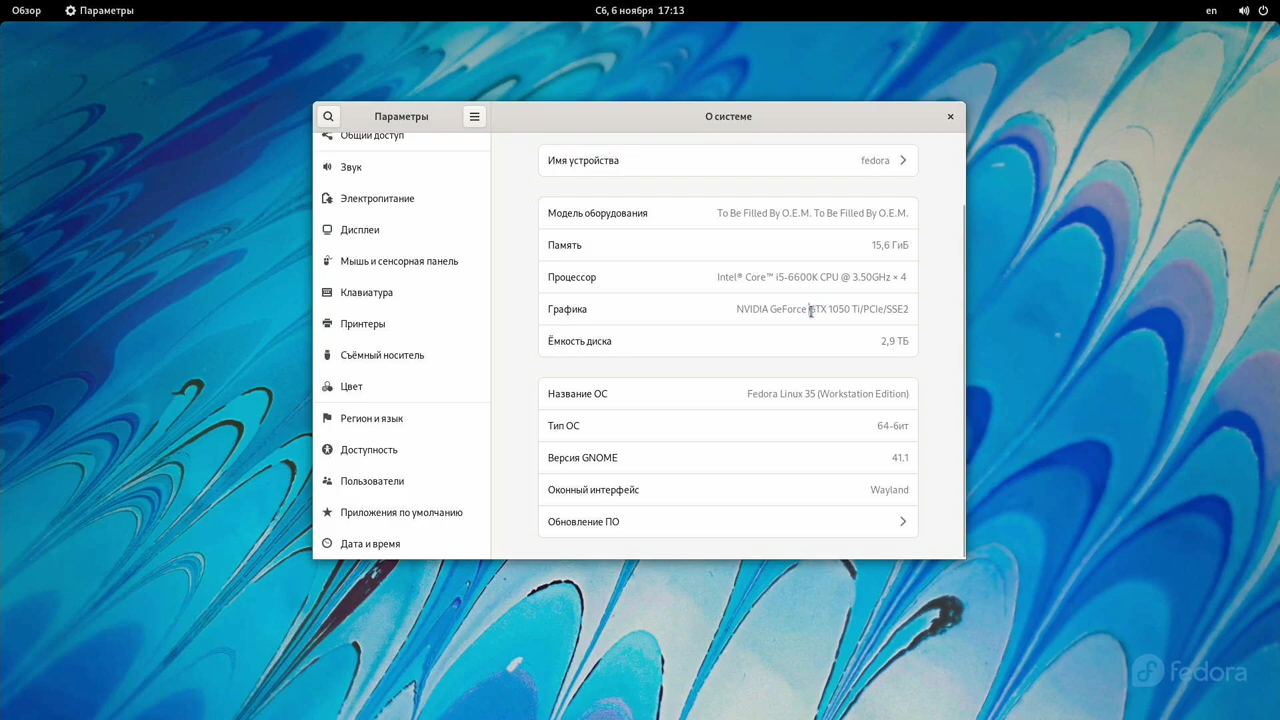 Обзор
Параметры
Сб, 6 ноября 17:13
en
Параметры
О системе
Общий доступ
Звук
Электропитание
Дисплеи
Мышь и сенсорная панель
Клавиатура
Принтеры
Съёмный носитель
Цвет
Регион и язык
Доступность
Пользователи
Приложения по умолчанию
Дата и время
Имя устройства fedora
Модель оборудования To Be Filled By O.E.M. To Be Filled By O.E.M.
Память 15,6 ГиБ
Процессор Intel® Core™ i5-6600K CPU @ 3.50GHz × 4
Графика NVIDIA GeForce GTX 1050 Ti/PCIe/SSE2
Ёмкость диска 2,9 ТБ
Название ОС Fedora Linux 35 (Workstation Edition)
Тип ОС 64-бит
Версия GNOME 41.1
Оконный интерфейс Wayland
Обновление ПО
fedora